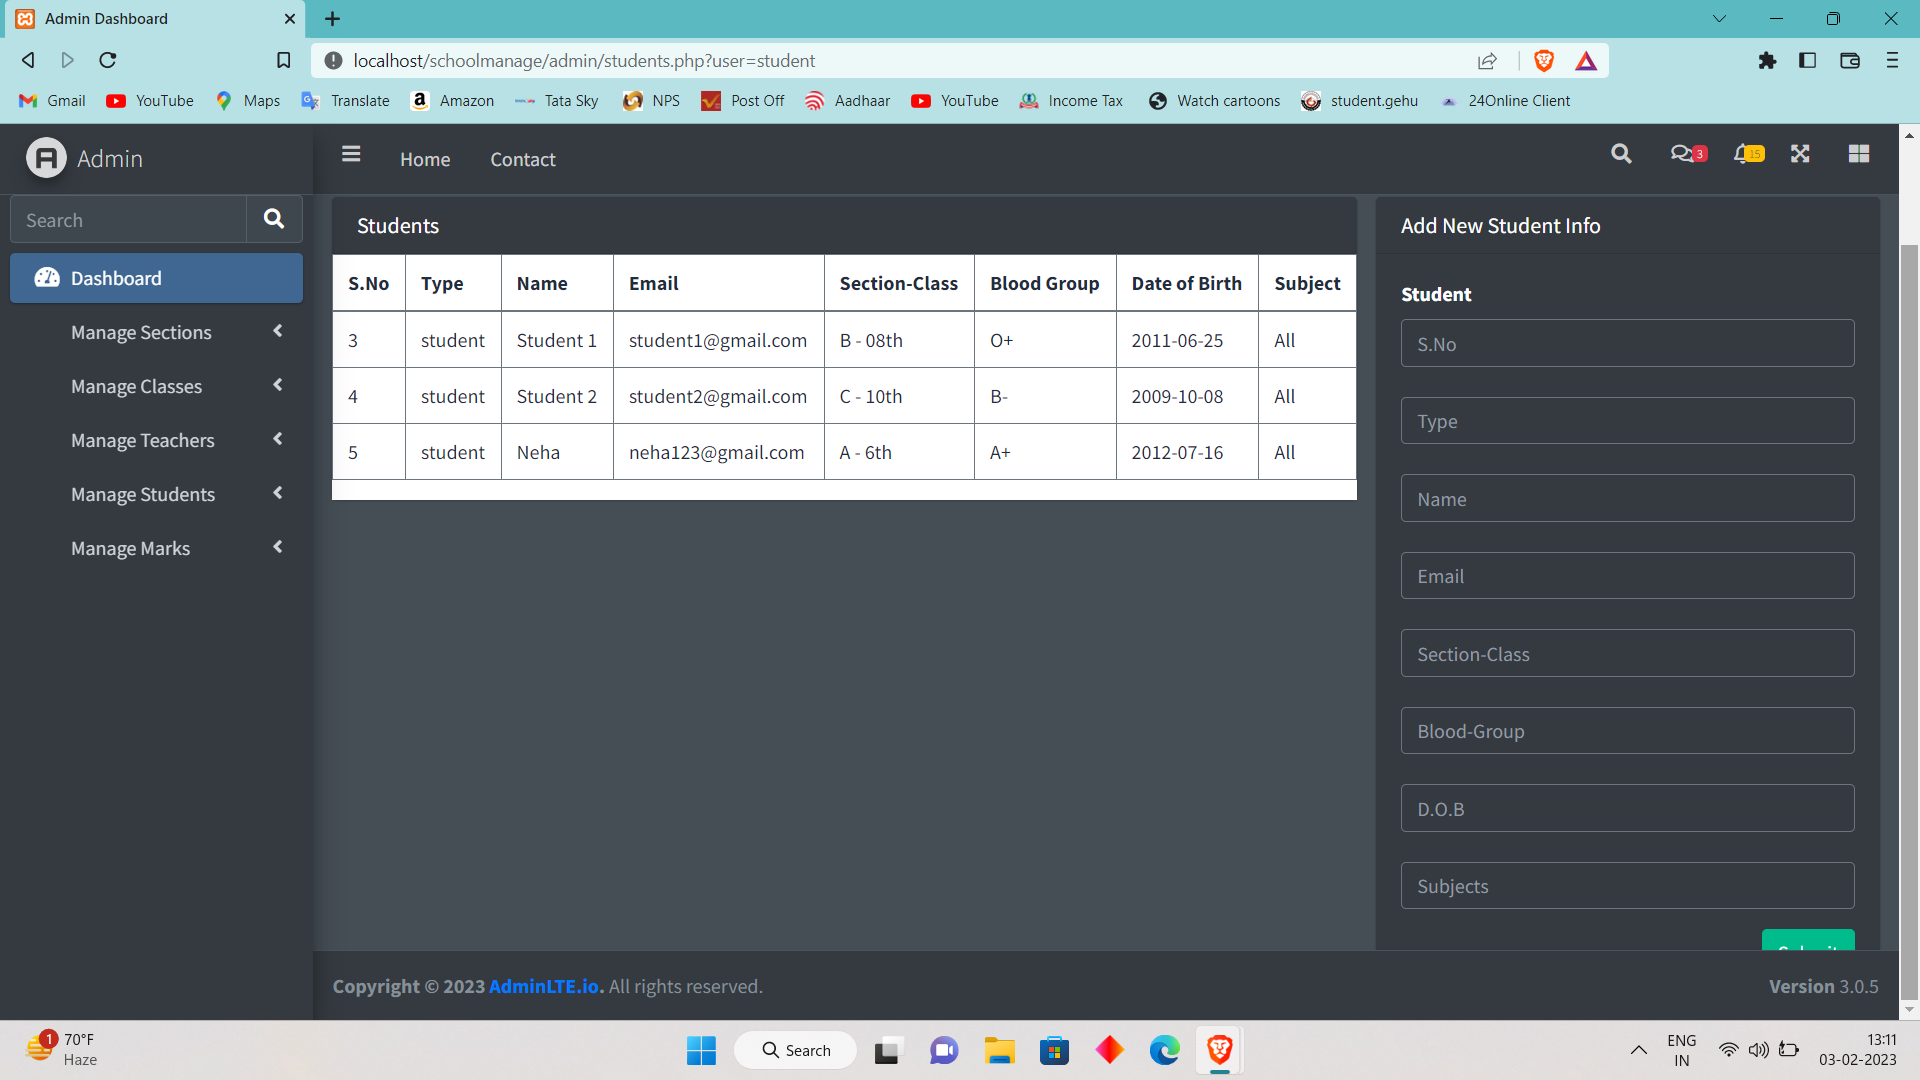 Admin Dashboard
localhost/schoolmanage/admin/students.php?user=student
Gmail YouTube Maps Translate Amazon Tata Sky NPS Post Off Aadhaar YouTube Income Tax Watch cartoons student.gehu 24Online Client
Admin
Home Contact 3 15
Search
Dashboard
Manage Sections
Manage Classes
Manage Teachers
Manage Students
Manage Marks
Students
S.No Type Name Email Section-Class Blood Group Date of Birth Subject
3 student Student 1 student1@gmail.com B - 08th O+ 2011-06-25 All
4 student Student 2 student2@gmail.com C - 10th B- 2009-10-08 All
5 student Neha neha123@gmail.com A - 6th A+ 2012-07-16 All
Add New Student Info
Student
S.No
Type
Name
Email
Section-Class
Blood-Group
D.O.B
Subjects
Submit
Copyright © 2023 AdminLTE.io. All rights reserved.
Version 3.0.5
1
70°F
Haze
Search
ENG
IN
13:11
03-02-2023